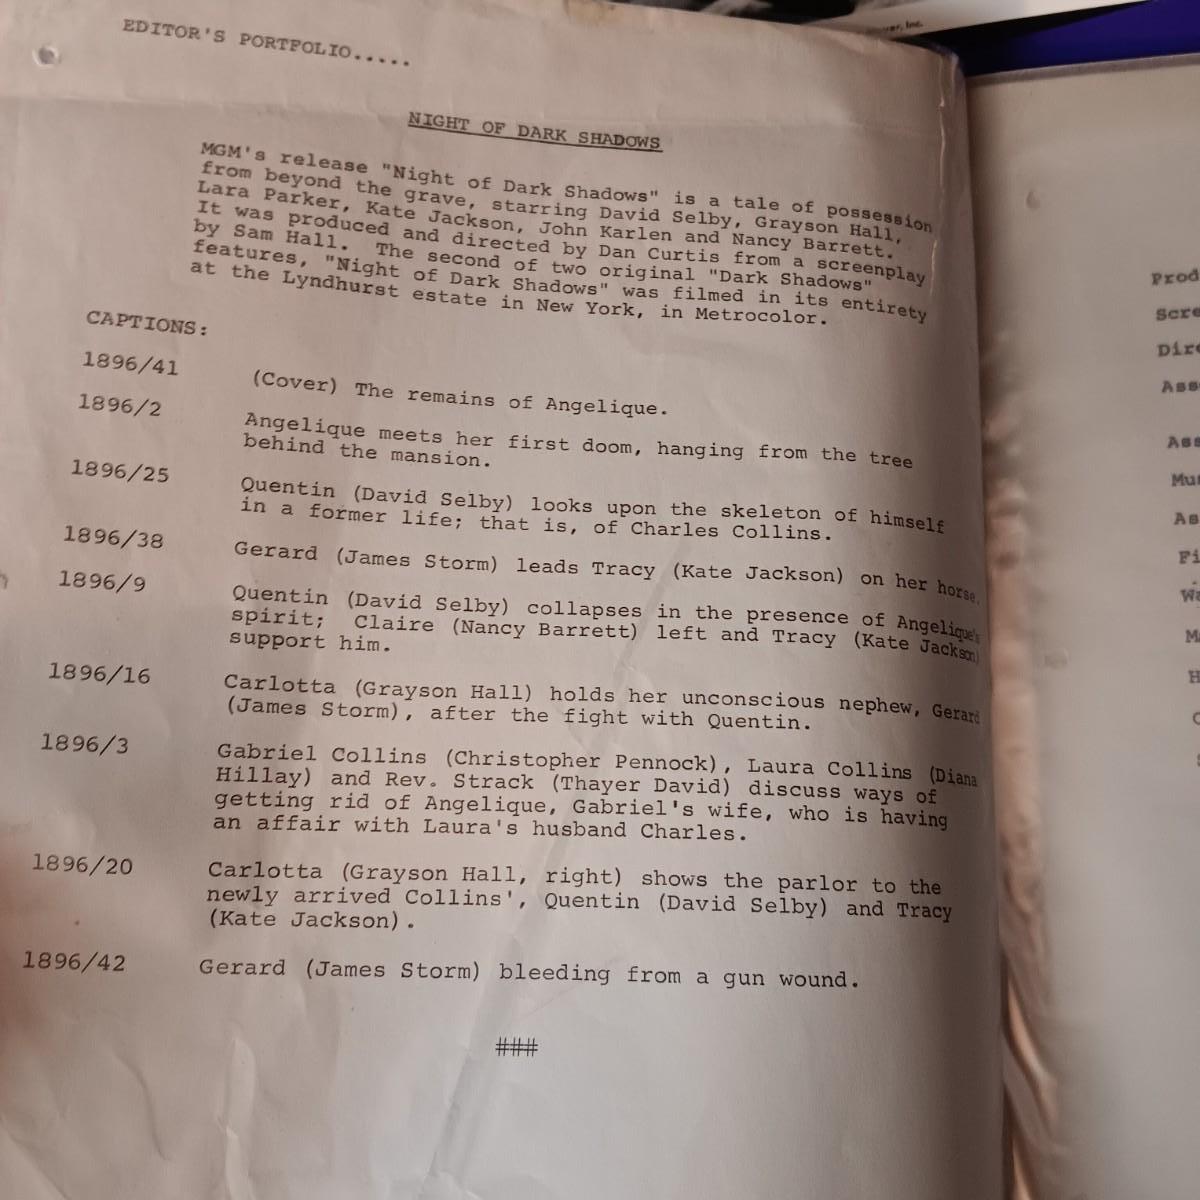 EDITOR'S PORTFOLIO.....
NIGHT OF DARK SHADOWS
MGM's release "Night of Dark Shadows" is a tale of possession
from beyond the grave, starring David Selby, Grayson Hall,
Lara Parker, Kate Jackson, John Karlen and Nancy Barrett.
It was produced and directed by Dan Curtis from a screenplay
by Sam Hall. The second of two original "Dark Shadows"
features, "Night of Dark Shadows" was filmed in its entirety
at the Lyndhurst estate in New York, in Metrocolor.
CAPTIONS:
1896/41 (Cover) The remains of Angelique.
1896/2 Angelique meets her first doom, hanging from the tree
behind the mansion.
1896/25 Quentin (David Selby) looks upon the skeleton of himself
in a former life; that is, of Charles Collins.
1896/38 Gerard (James Storm) leads Tracy (Kate Jackson) on her horse.
1896/9 Quentin (David Selby) collapses in the presence of Angelique's
spirit; Claire (Nancy Barrett) left and Tracy (Kate Jackson)
support him.
1896/16 Carlotta (Grayson Hall) holds her unconscious nephew, Gerard
(James Storm), after the fight with Quentin.
1896/3 Gabriel Collins (Christopher Pennock), Laura Collins (Diana
Hillay) and Rev. Strack (Thayer David) discuss ways of
getting rid of Angelique, Gabriel's wife, who is having
an affair with Laura's husband Charles.
1896/20 Carlotta (Grayson Hall, right) shows the parlor to the
newly arrived Collins', Quentin (David Selby) and Tracy
(Kate Jackson).
1896/42 Gerard (James Storm) bleeding from a gun wound.
###
Inc.
Prod
Scre
Dire
Ass
Ass
Mus
As
Fi
Wa
Ma
H